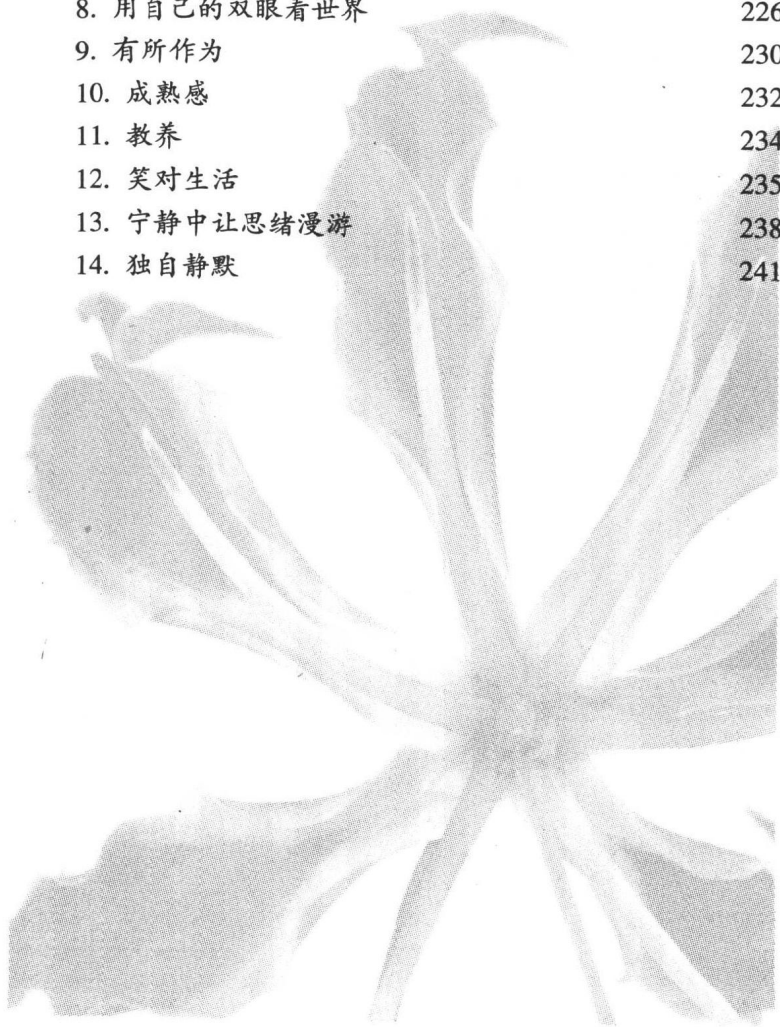 8. 用自己的双眼看世界 226
9. 有所作为 230
10. 成熟感 232
11. 教养 234
12. 笑对生活 235
13. 宁静中让思绪漫游 238
14. 独自静默 241